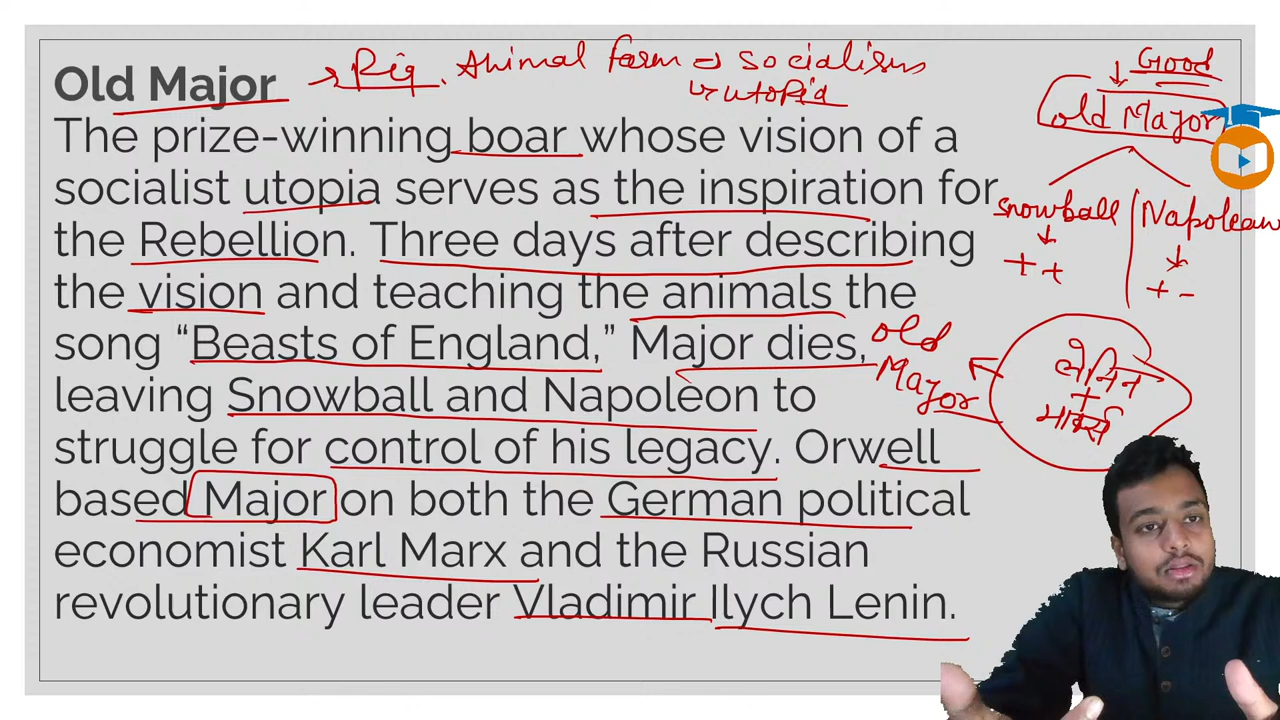 Old Major → Pig. Animal farm → Socialism
↳ utopia
The prize-winning boar whose vision of a
socialist utopia serves as the inspiration for
the Rebellion. Three days after describing
the vision and teaching the animals the
song “Beasts of England,” Major dies,
leaving Snowball and Napoleon to
struggle for control of his legacy. Orwell
based Major on both the German political
economist Karl Marx and the Russian
revolutionary leader Vladimir Ilych Lenin.
Good
↓
old Major
Snowball | Napolean
↓ ↓
+ + + -
old
Major
लेनिन
+
मार्क्स